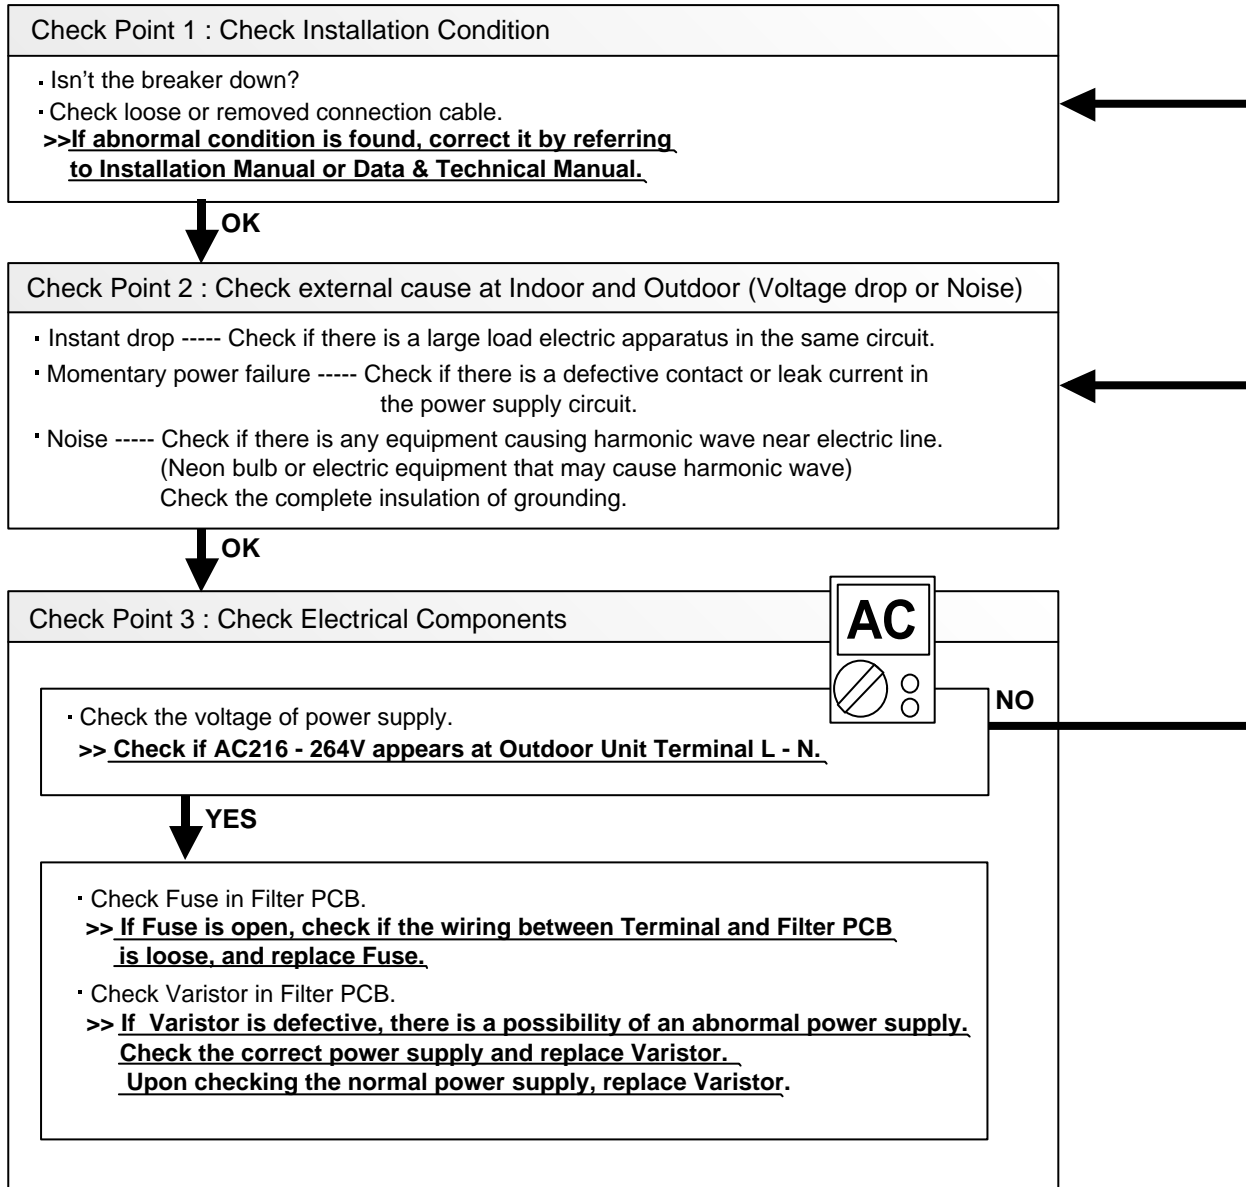 Check Point 1 : Check Installation Condition
· Isn't the breaker down?
· Check loose or removed connection cable.
>>If abnormal condition is found, correct it by referring
to Installation Manual or Data & Technical Manual.
OK
Check Point 2 : Check external cause at Indoor and Outdoor (Voltage drop or Noise)
· Instant drop ----- Check if there is a large load electric apparatus in the same circuit.
· Momentary power failure ----- Check if there is a defective contact or leak current in
the power supply circuit.
· Noise ----- Check if there is any equipment causing harmonic wave near electric line.
(Neon bulb or electric equipment that may cause harmonic wave)
Check the complete insulation of grounding.
OK
Check Point 3 : Check Electrical Components
AC
· Check the voltage of power supply.
>> Check if AC216 - 264V appears at Outdoor Unit Terminal L - N.
NO
YES
· Check Fuse in Filter PCB.
>> If Fuse is open, check if the wiring between Terminal and Filter PCB
is loose, and replace Fuse.
· Check Varistor in Filter PCB.
>> If Varistor is defective, there is a possibility of an abnormal power supply.
Check the correct power supply and replace Varistor.
Upon checking the normal power supply, replace Varistor.